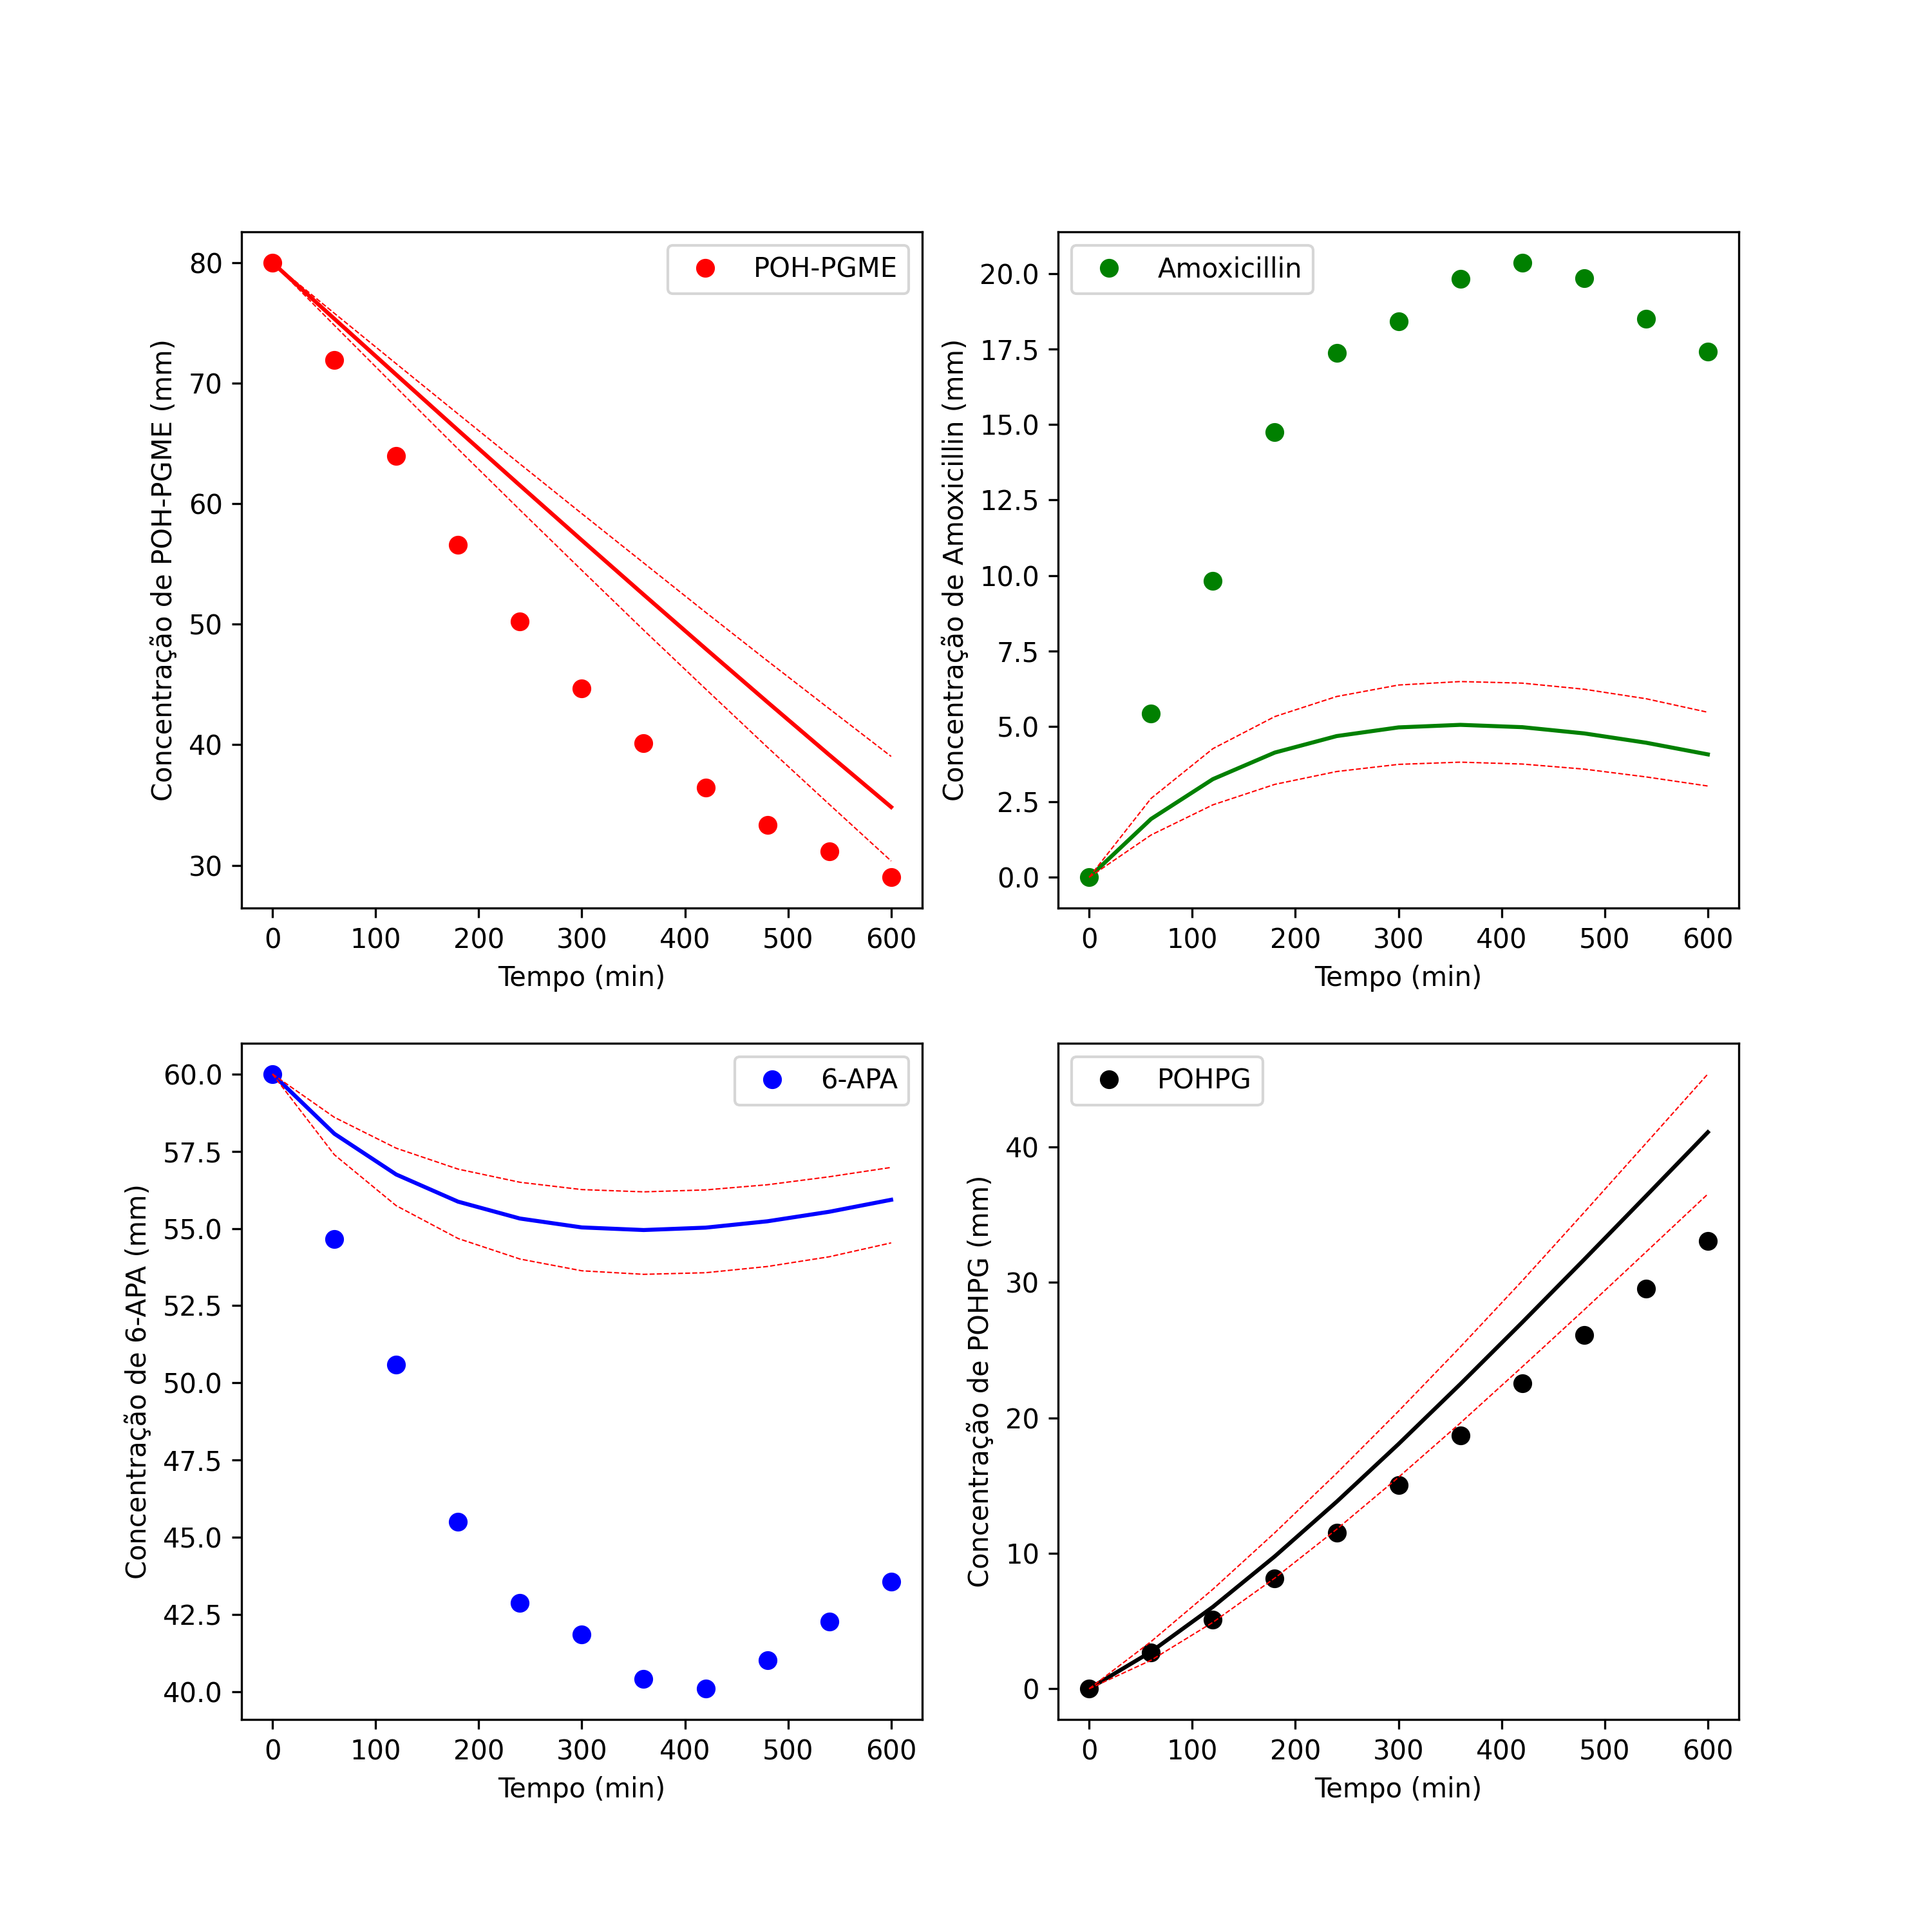 POH-PGME
Concentração de POH-PGME (mm)
80
70
60
50
40
30
0 100 200 300 400 500 600
Tempo (min)
Amoxicillin
Concentração de Amoxicillin (mm)
20.0
17.5
15.0
12.5
10.0
7.5
5.0
2.5
0.0
0 100 200 300 400 500 600
Tempo (min)
6-APA
Concentração de 6-APA (mm)
60.0
57.5
55.0
52.5
50.0
47.5
45.0
42.5
40.0
0 100 200 300 400 500 600
Tempo (min)
POHPG
Concentração de POHPG (mm)
40
30
20
10
0
0 100 200 300 400 500 600
Tempo (min)